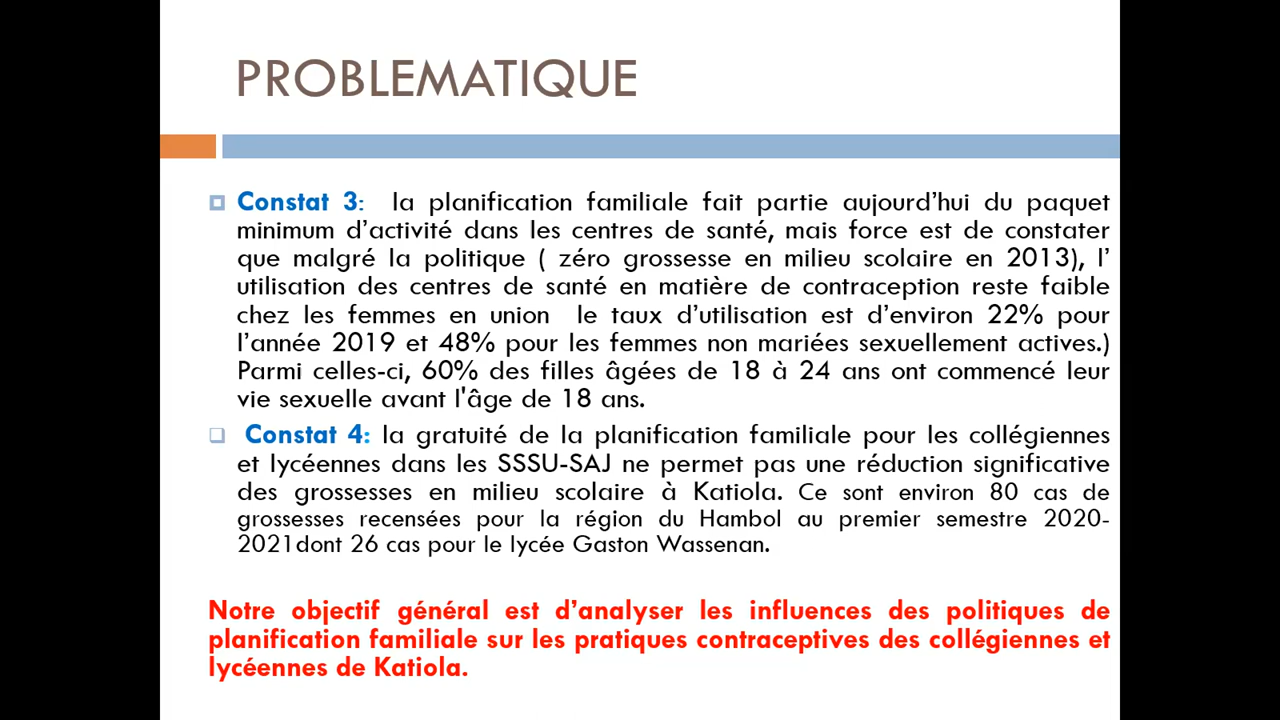 PROBLEMATIQUE
Constat 3: la planification familiale fait partie aujourd’hui du paquet
minimum d’activité dans les centres de santé, mais force est de constater
que malgré la politique ( zéro grossesse en milieu scolaire en 2013), l’
utilisation des centres de santé en matière de contraception reste faible
chez les femmes en union le taux d’utilisation est d’environ 22% pour
l’année 2019 et 48% pour les femmes non mariées sexuellement actives.)
Parmi celles-ci, 60% des filles âgées de 18 à 24 ans ont commencé leur
vie sexuelle avant l'âge de 18 ans.
Constat 4: la gratuité de la planification familiale pour les collégiennes
et lycéennes dans les SSSU-SAJ ne permet pas une réduction significative
des grossesses en milieu scolaire à Katiola. Ce sont environ 80 cas de
grossesses recensées pour la région du Hambol au premier semestre 2020-
2021dont 26 cas pour le lycée Gaston Wassenan.
Notre objectif général est d’analyser les influences des politiques de
planification familiale sur les pratiques contraceptives des collégiennes et
lycéennes de Katiola.